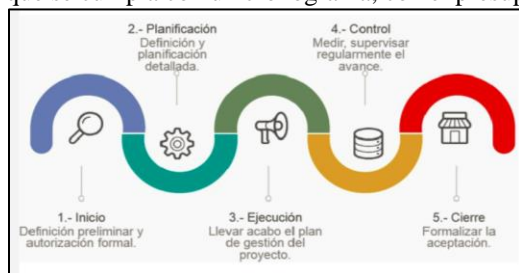 2.- Planificación
Definición y
planificación
detallada.
4.- Control
Medir, supervisar
regularmente el
avance.
1.- Inicio
Definición preliminar y
autorización formal.
3.- Ejecución
Llevar acabo el plan
de gestión del
proyecto.
5.- Cierre
Formalizar la
aceptación.